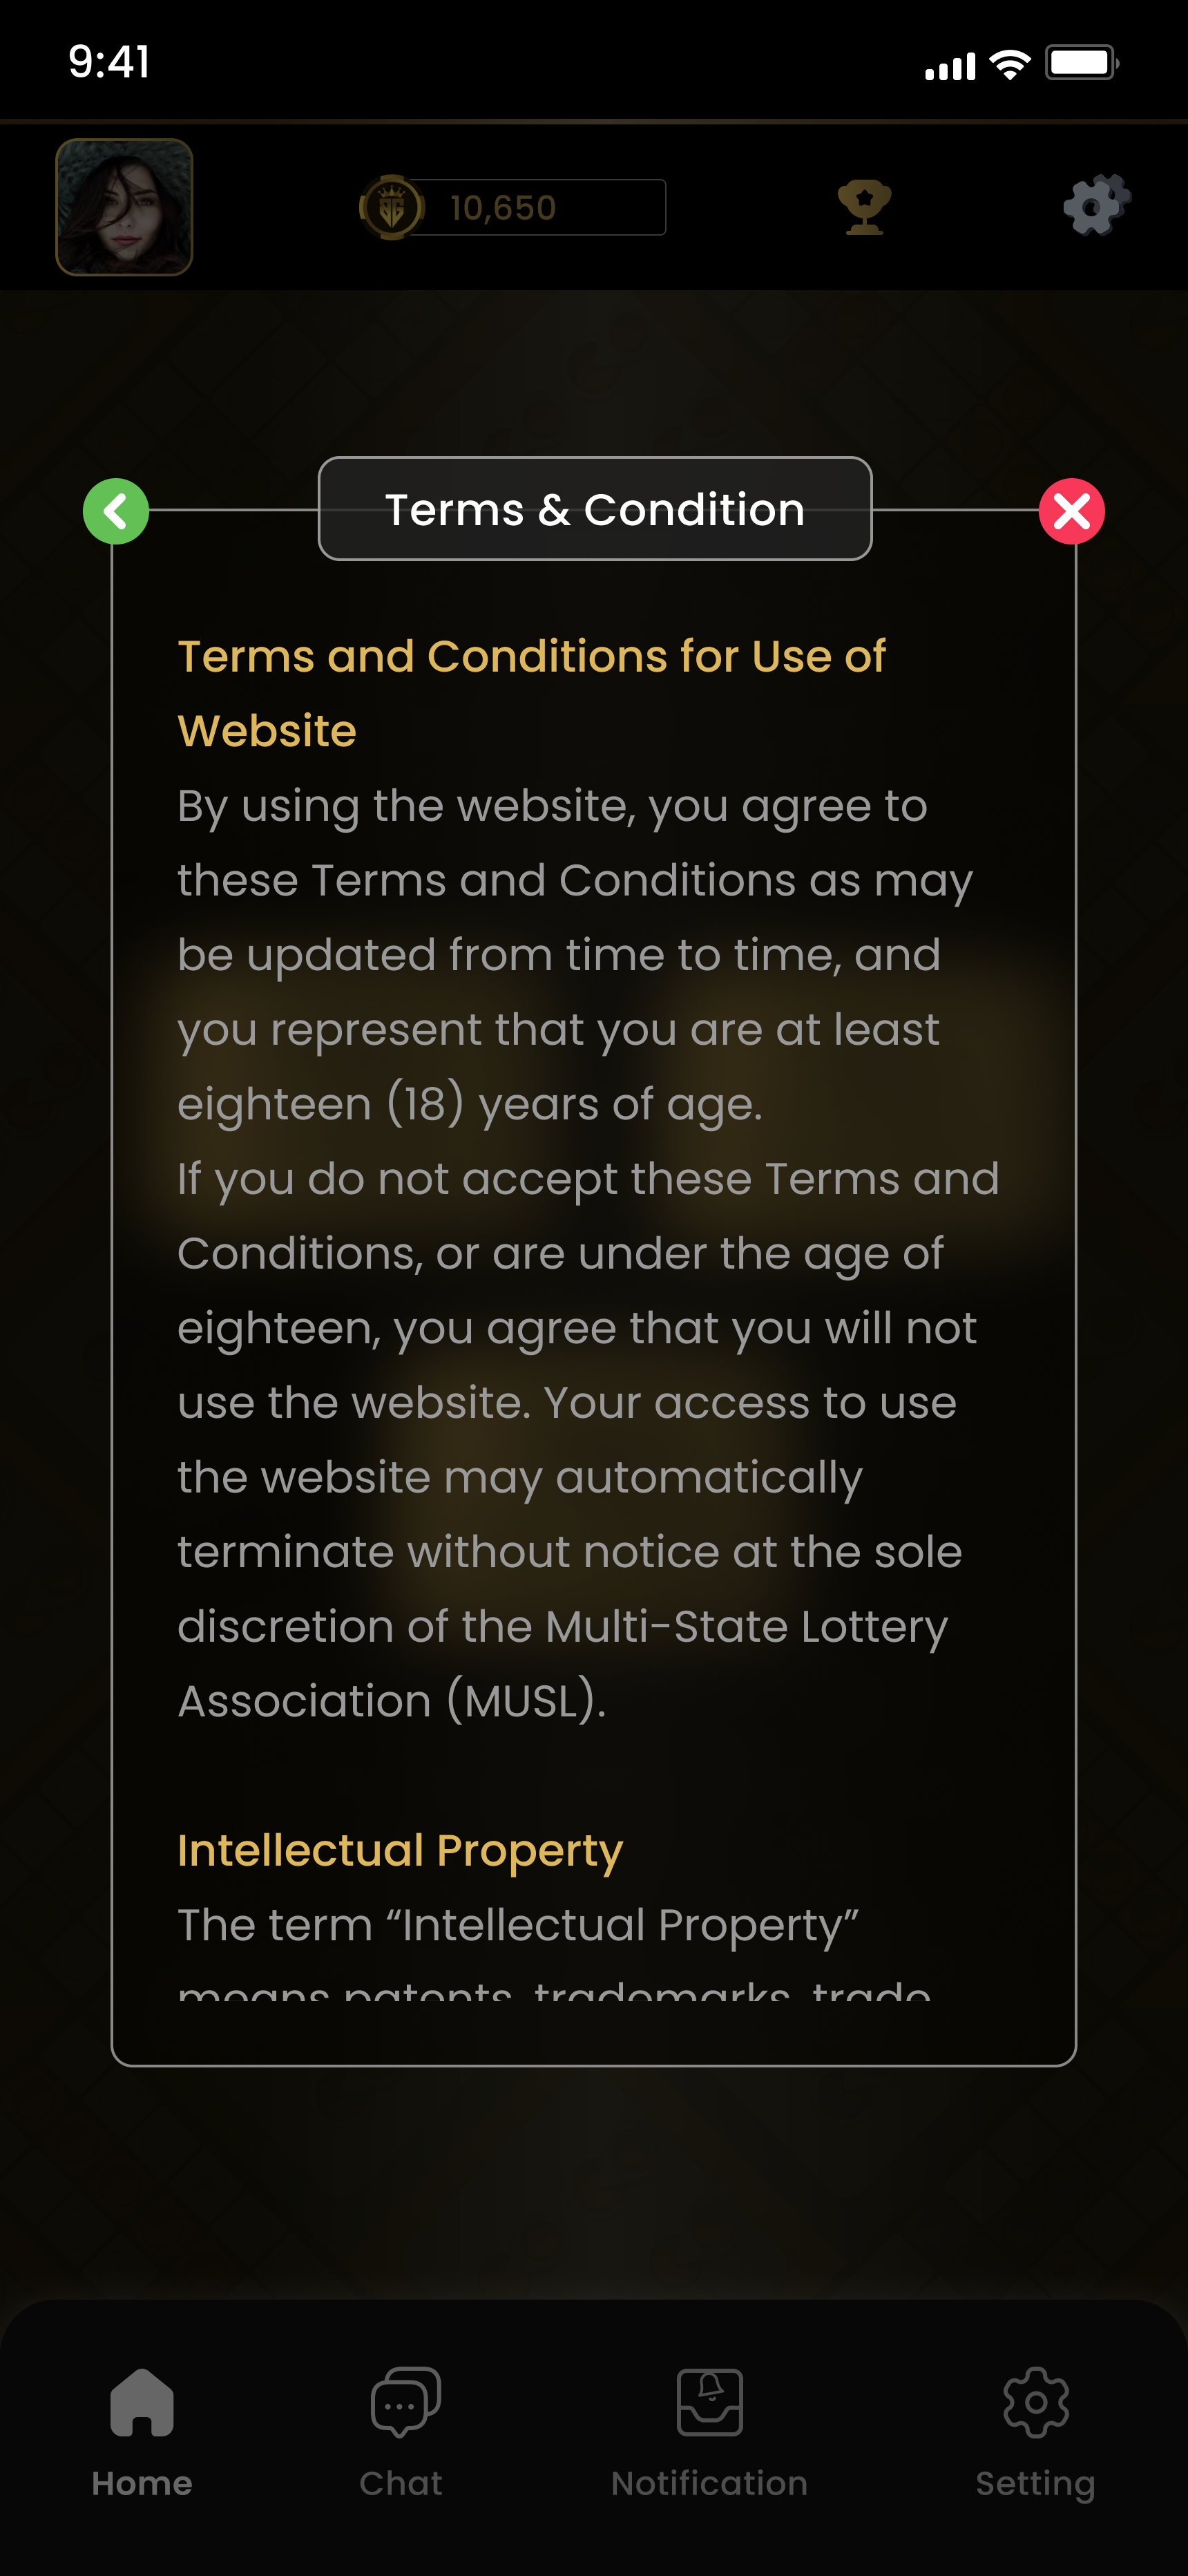 9:41
10,650
Terms & Condition
Terms and Conditions for Use of
Website
By using the website, you agree to
these Terms and Conditions as may
be updated from time to time, and
you represent that you are at least
eighteen (18) years of age.
If you do not accept these Terms and
Conditions, or are under the age of
eighteen, you agree that you will not
use the website. Your access to use
the website may automatically
terminate without notice at the sole
discretion of the Multi-State Lottery
Association (MUSL).
Intellectual Property
The term “Intellectual Property”
means patents, trademarks, trade
Home
Chat
Notification
Setting